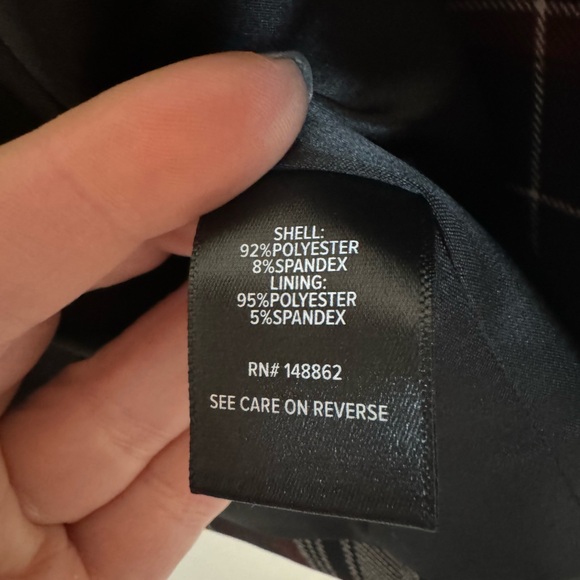 SHELL:
92%POLYESTER
8%SPANDEX
LINING:
95%POLYESTER
5%SPANDEX
RN# 148862
SEE CARE ON REVERSE